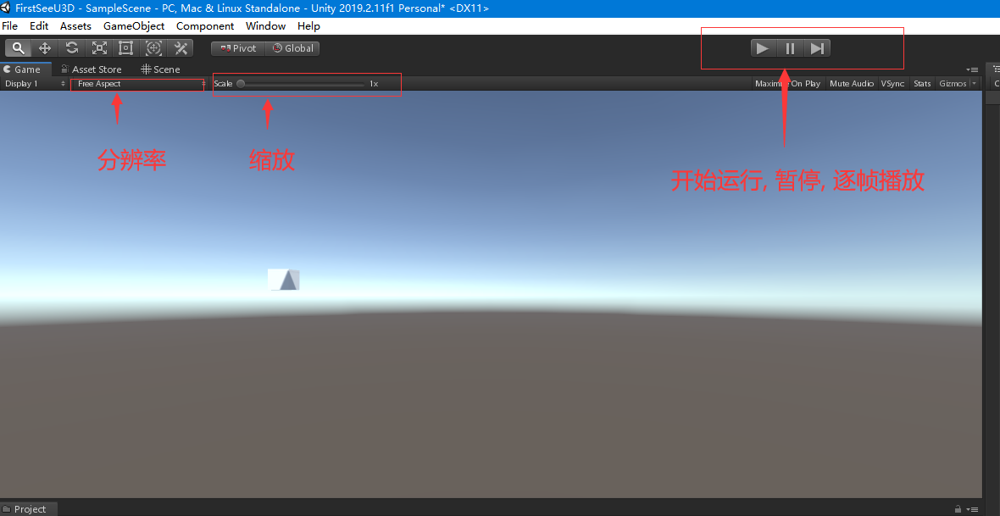 FirstSeeU3D - SampleScene - PC, Mac & Linux Standalone - Unity 2019.2.11f1 Personal* <DX11>
File Edit Assets GameObject Component Window Help
Pivot Global
Game Asset Store Scene
Display 1 Free Aspect Scale 1x Maximize On Play Mute Audio VSync Stats Gizmos
分辨率 缩放
开始运行, 暂停, 逐帧播放
Project